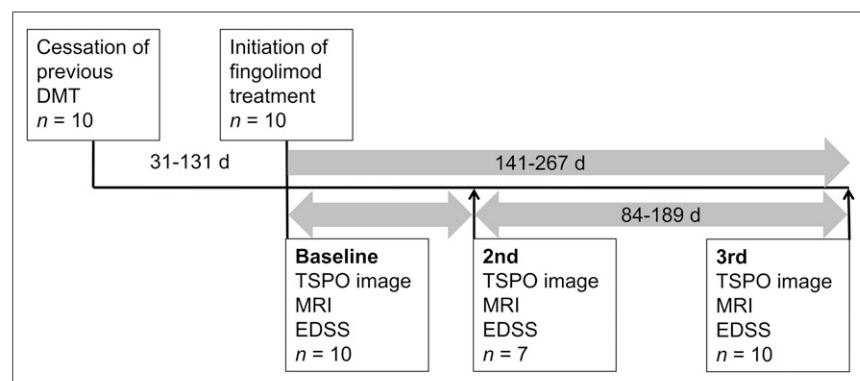 Cessation of
previous
DMT
n = 10
Initiation of
fingolimod
treatment
n = 10
31-131 d
141-267 d
84-189 d
Baseline
TSPO image
MRI
EDSS
n = 10
2nd
TSPO image
MRI
EDSS
n = 7
3rd
TSPO image
MRI
EDSS
n = 10